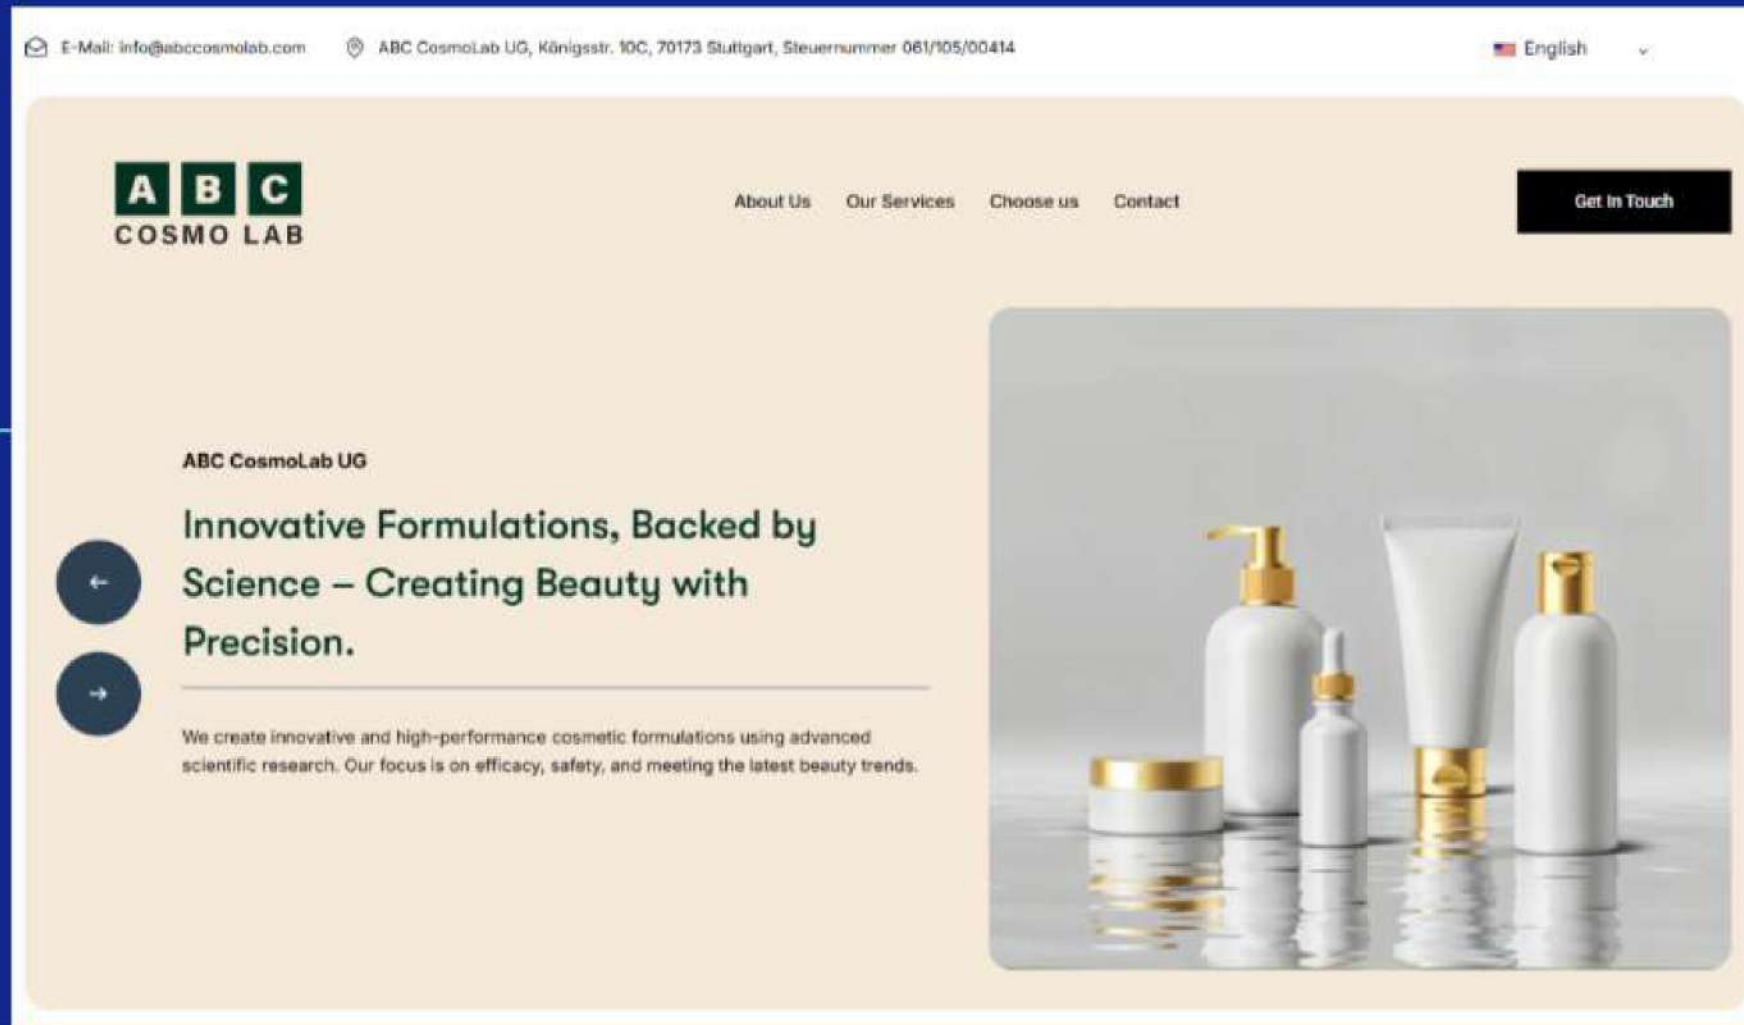 E-Mail: info@abccosmolab.com
ABC CosmoLab UG, Königsstr. 10C, 70173 Stuttgart, Steuernummer 061/105/00414
English
A B C
COSMO LAB
About Us
Our Services
Choose us
Contact
Get In Touch
ABC CosmoLab UG
Innovative Formulations, Backed by
Science – Creating Beauty with
Precision.
We create innovative and high-performance cosmetic formulations using advanced
scientific research. Our focus is on efficacy, safety, and meeting the latest beauty trends.